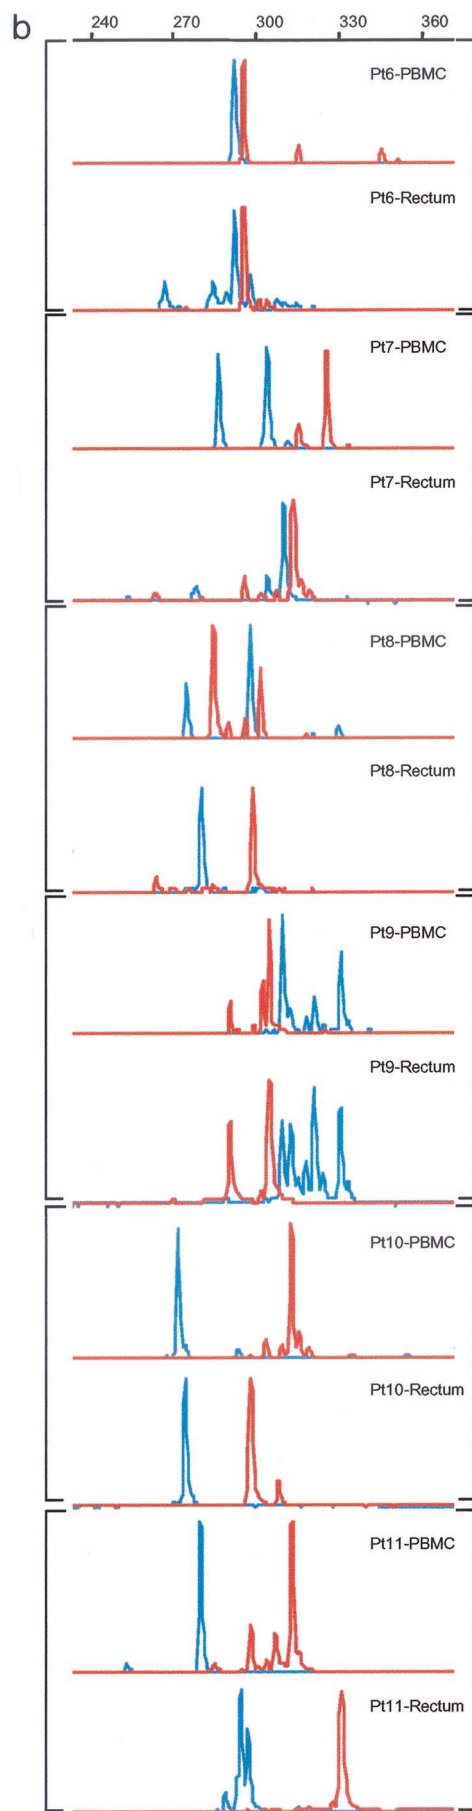 b
240 270 300 330 360
Pt6-PBMC
Pt6-Rectum
Pt7-PBMC
Pt7-Rectum
Pt8-PBMC
Pt8-Rectum
Pt9-PBMC
Pt9-Rectum
Pt10-PBMC
Pt10-Rectum
Pt11-PBMC
Pt11-Rectum